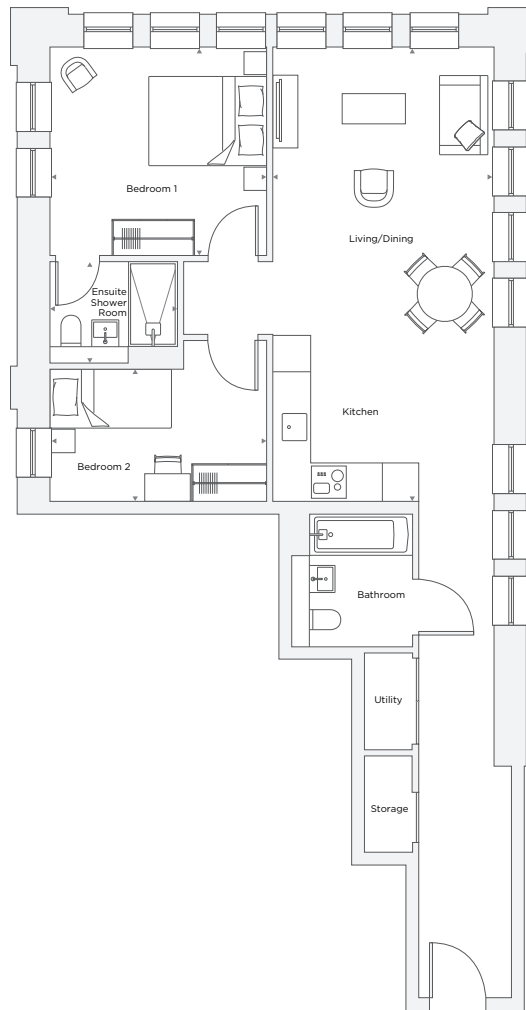 Bedroom 1
Living/Dining
Ensuite
Shower
Room
Kitchen
Bedroom 2
Bathroom
Utility
Storage